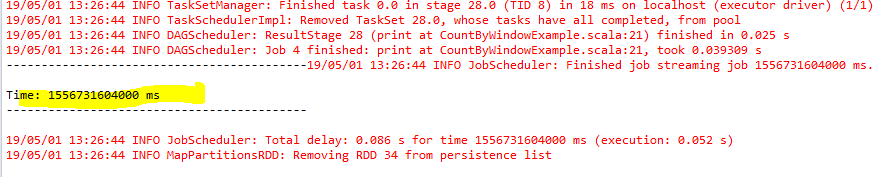 19/05/01 13:26:44 INFO TaskSetManager: Finished task 0.0 in stage 28.0 (TID 8) in 18 ms on localhost (executor driver) (1/1)
19/05/01 13:26:44 INFO TaskSchedulerImpl: Removed TaskSet 28.0, whose tasks have all completed, from pool
19/05/01 13:26:44 INFO DAGScheduler: ResultStage 28 (print at CountByWindowExample.scala:21) finished in 0.025 s
19/05/01 13:26:44 INFO DAGScheduler: Job 4 finished: print at CountByWindowExample.scala:21, took 0.039309 s
-------------------------------------------19/05/01 13:26:44 INFO JobScheduler: Finished job streaming job 1556731604000 ms.
Time: 1556731604000 ms
-------------------------------------------
19/05/01 13:26:44 INFO JobScheduler: Total delay: 0.086 s for time 1556731604000 ms (execution: 0.052 s)
19/05/01 13:26:44 INFO MapPartitionsRDD: Removing RDD 34 from persistence list